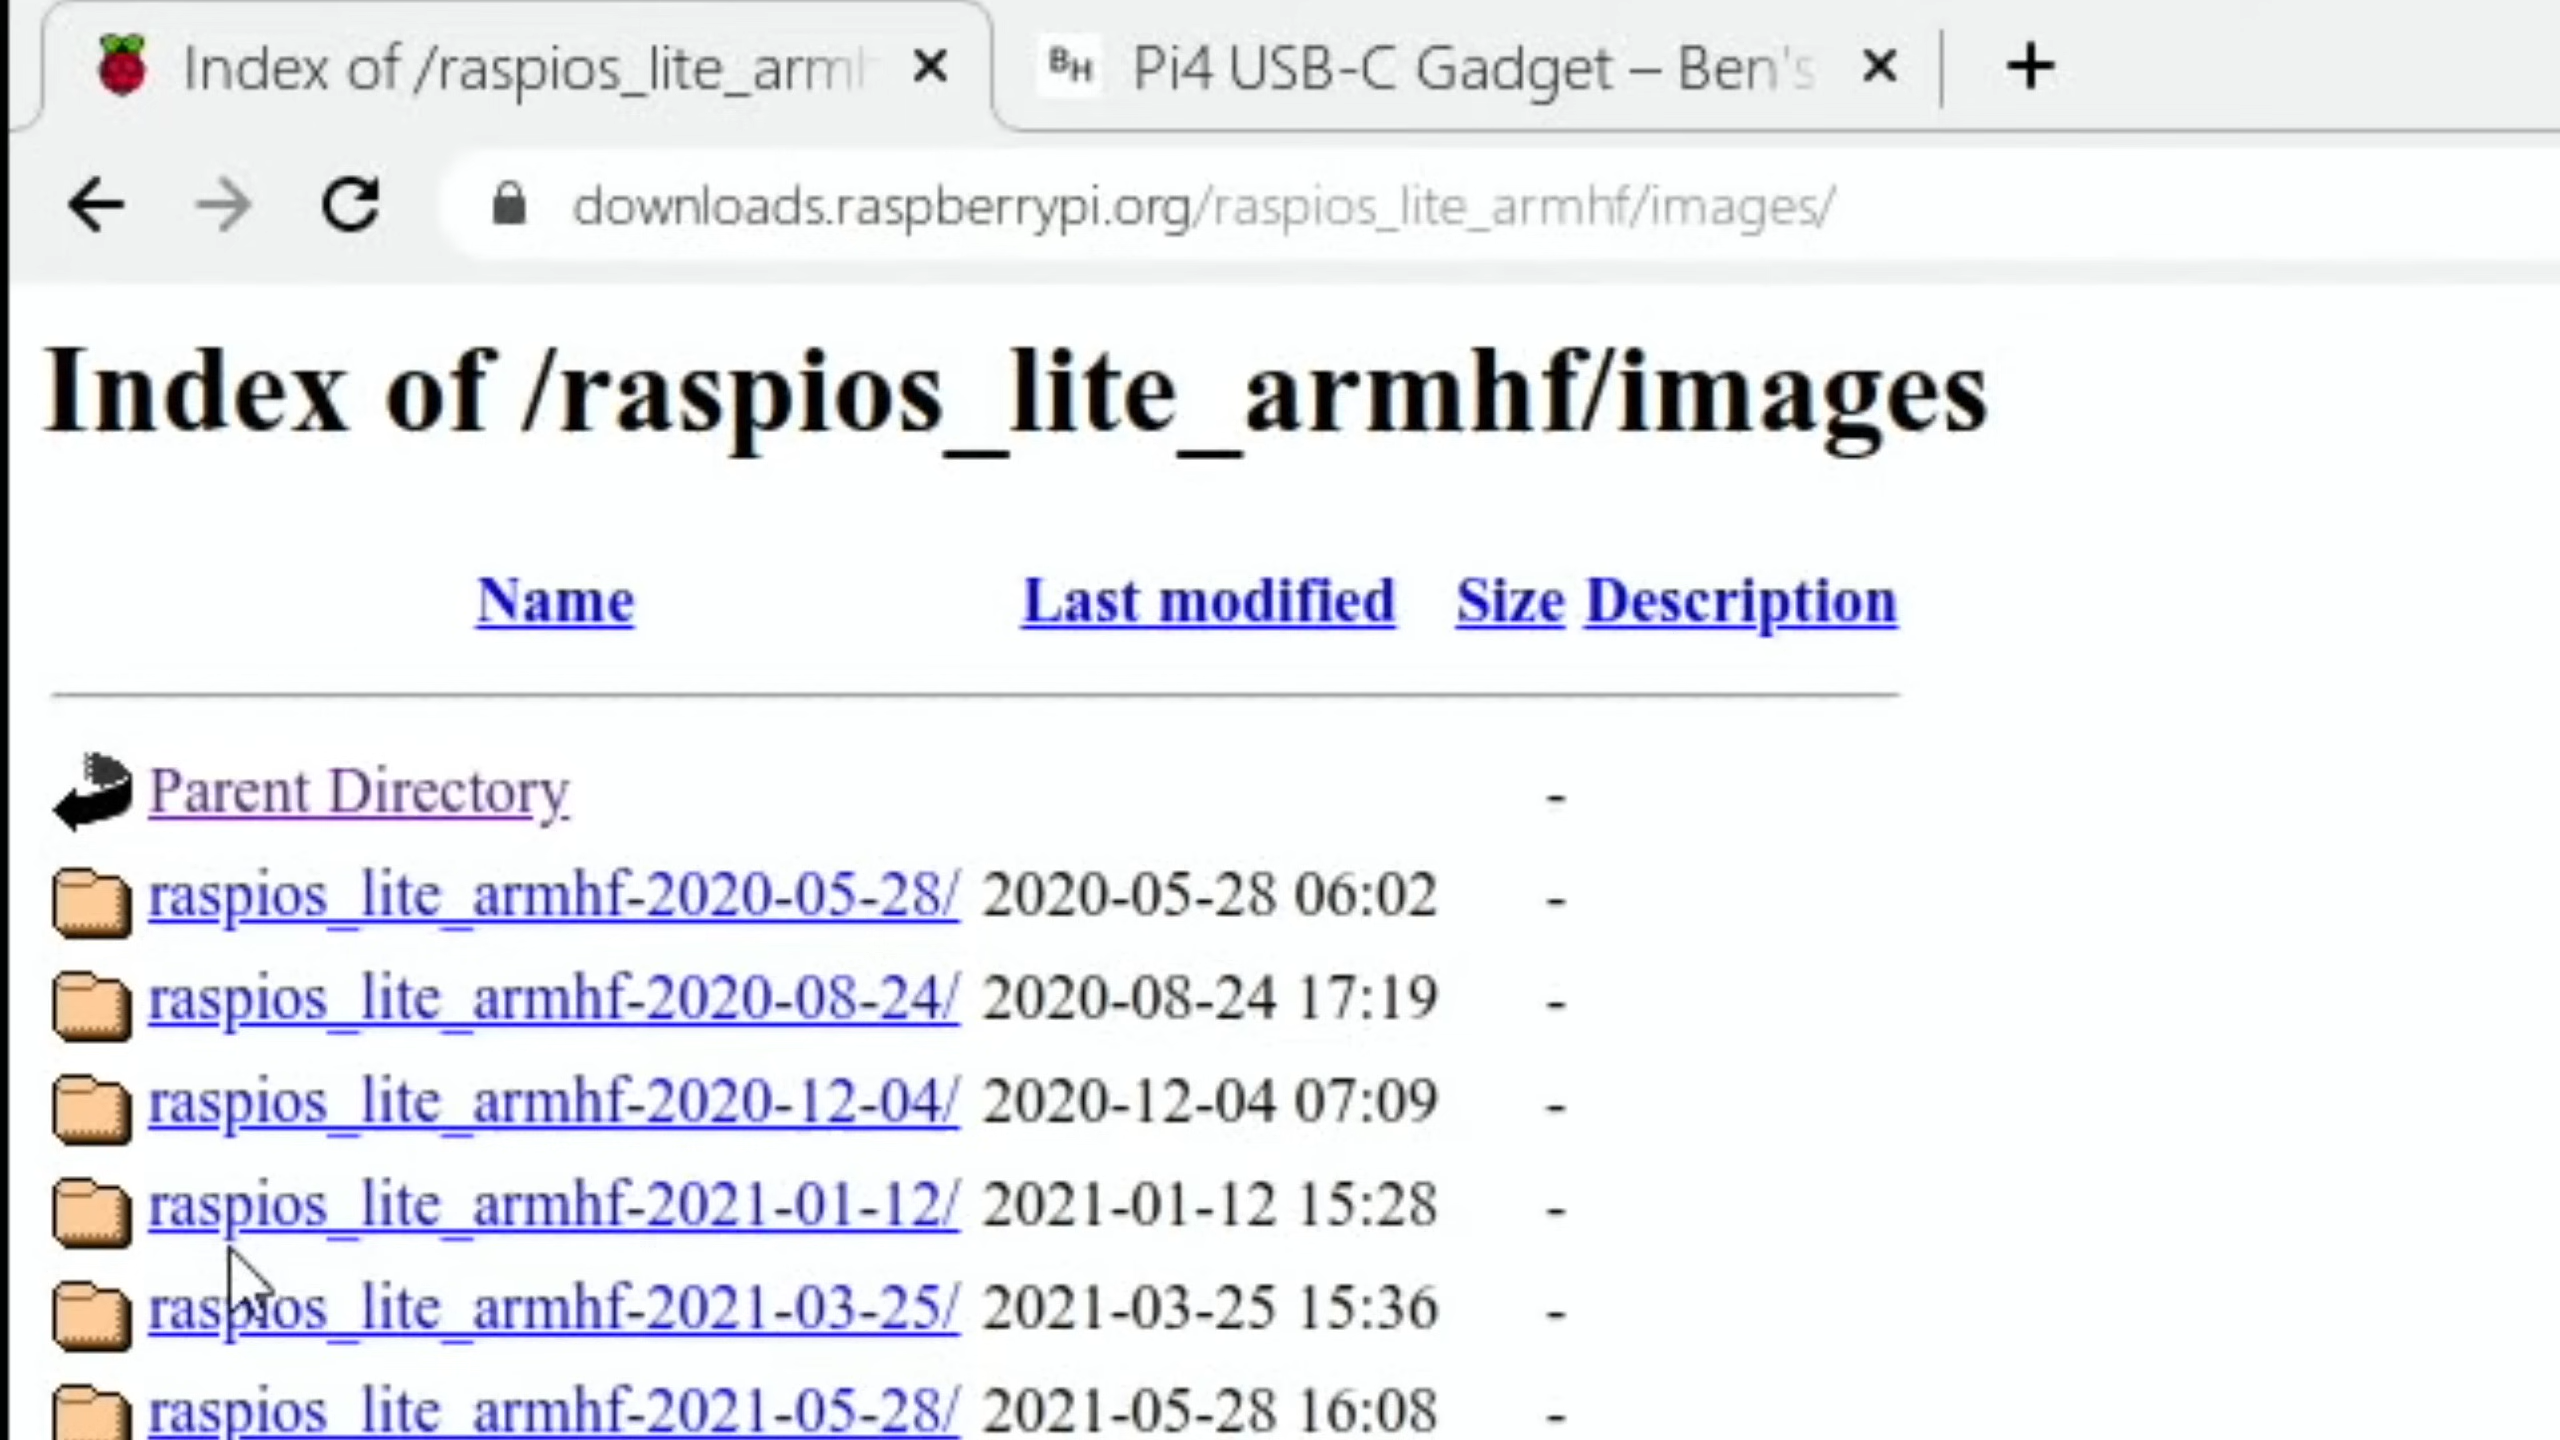 Index of /raspios_lite_arml
Pi4 USB-C Gadget – Ben's
downloads.raspberrypi.org/raspios_lite_armhf/images/
Index of /raspios_lite_armhf/images
Name Last modified Size Description
Parent Directory -
raspios_lite_armhf-2020-05-28/ 2020-05-28 06:02 -
raspios_lite_armhf-2020-08-24/ 2020-08-24 17:19 -
raspios_lite_armhf-2020-12-04/ 2020-12-04 07:09 -
raspios_lite_armhf-2021-01-12/ 2021-01-12 15:28 -
raspios_lite_armhf-2021-03-25/ 2021-03-25 15:36 -
raspios_lite_armhf-2021-05-28/ 2021-05-28 16:08 -